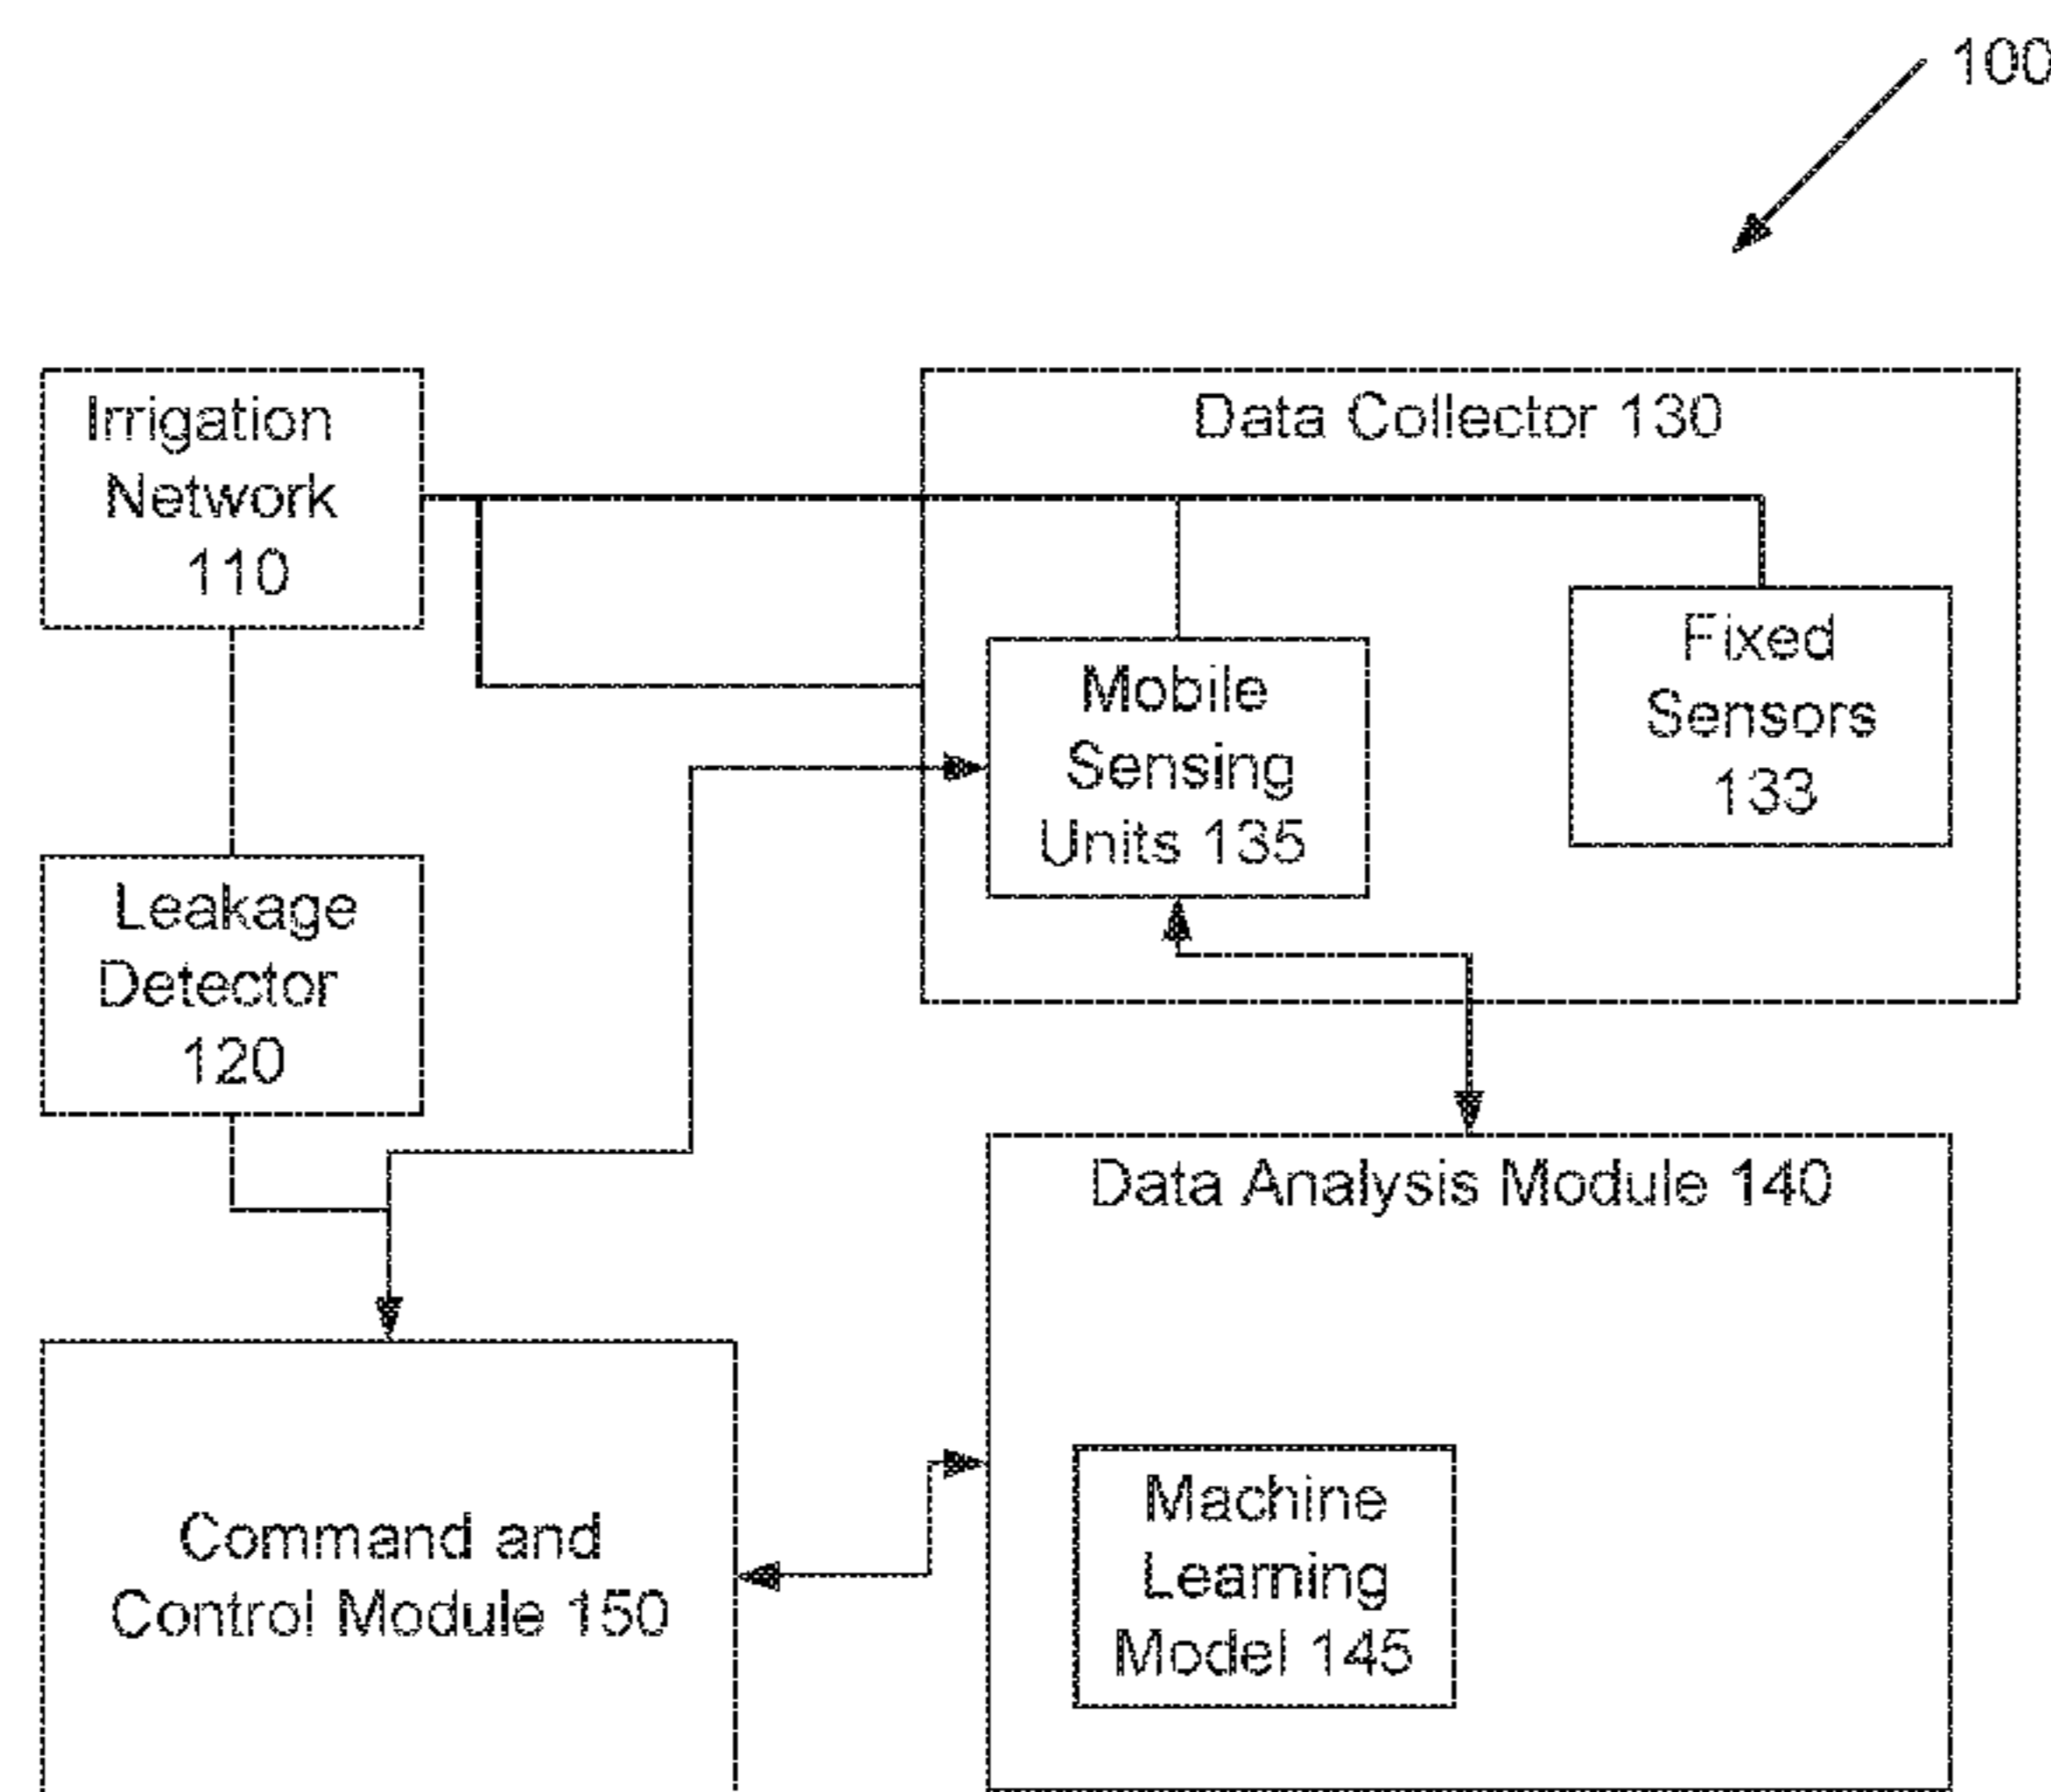 100
Irrigation
Network
110
Data Collector 130
Mobile
Sensing
Units 135
Fixed
Sensors
133
Leakage
Detector
120
Data Analysis Module 140
Machine
Learning
Model 145
Command and
Control Module 150